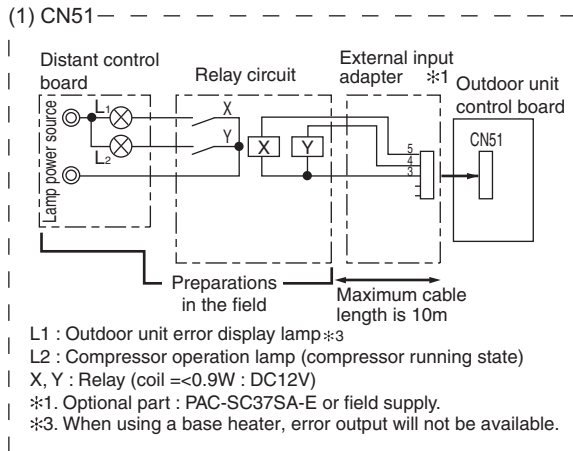 (1) CN51
Distant control
board
Relay circuit
External input
adapter ※1
Outdoor unit
control board
Lamp power source
L1
L2
X
Y
X
Y
5
4
3
CN51
Preparations
in the field
Maximum cable
length is 10m
L1 : Outdoor unit error display lamp※3
L2 : Compressor operation lamp (compressor running state)
X, Y : Relay (coil =<0.9W : DC12V)
※1. Optional part : PAC-SC37SA-E or field supply.
※3. When using a base heater, error output will not be available.